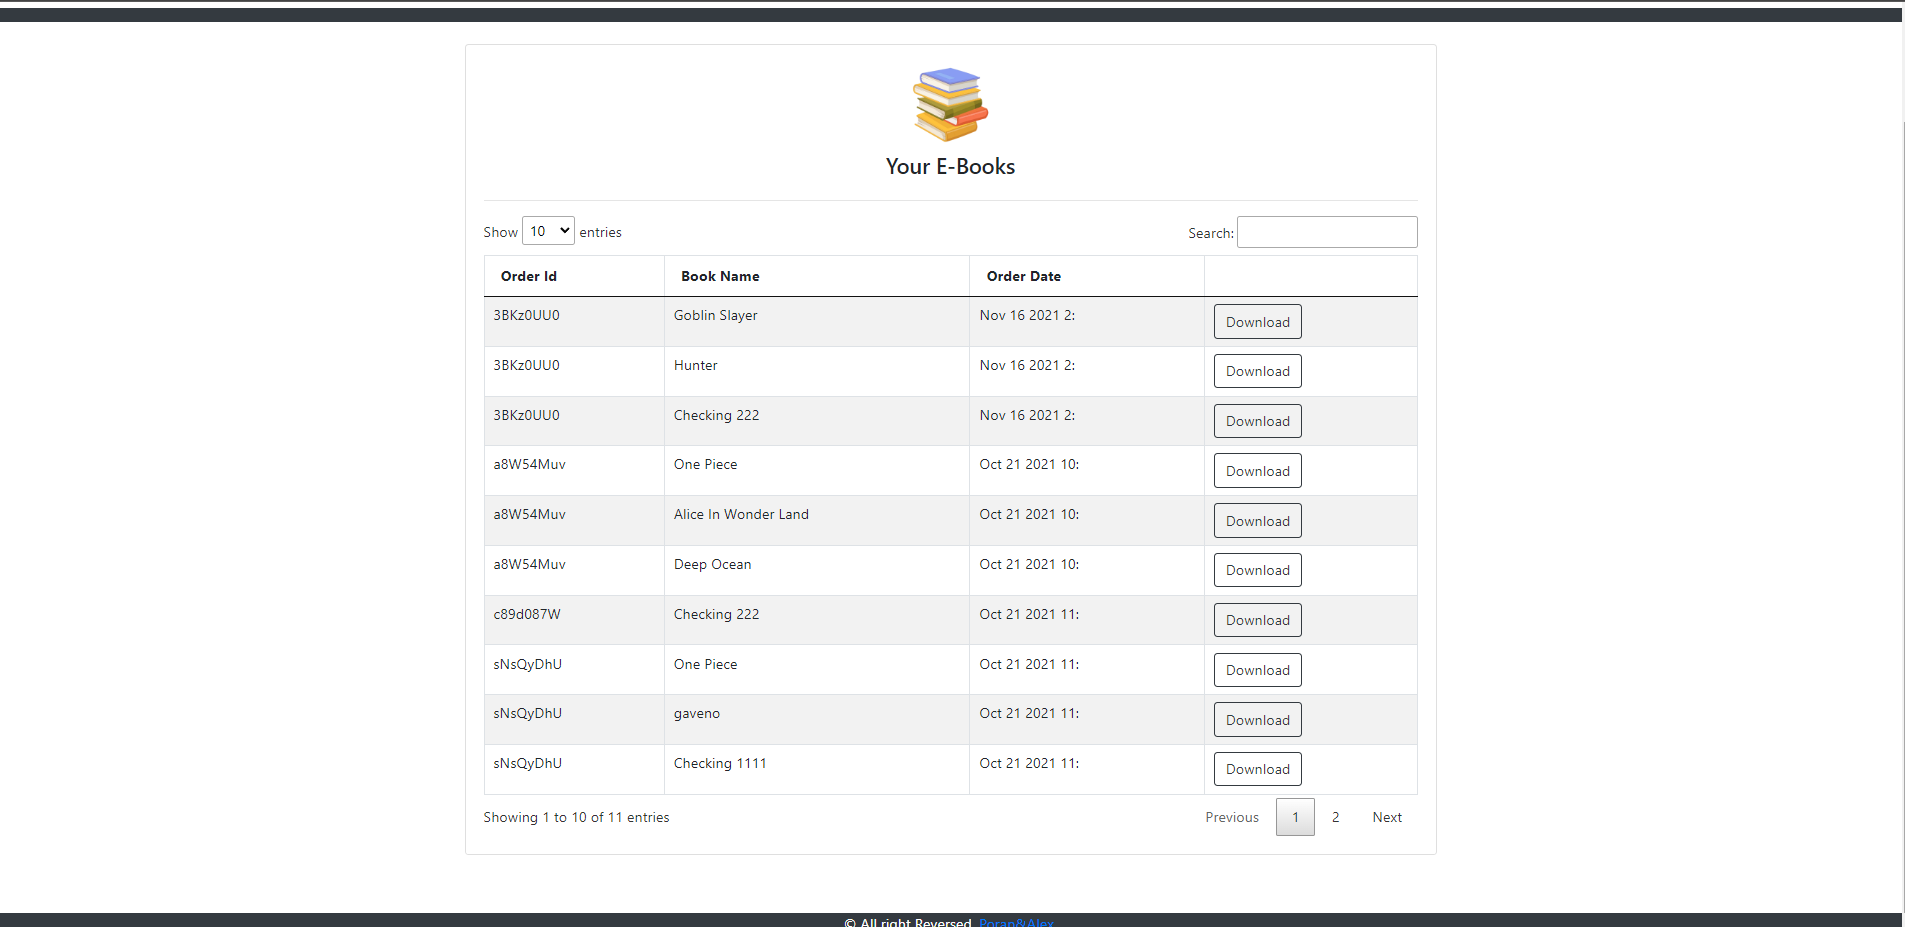 Your E-Books
Show 10 entries Search:
Order Id Book Name Order Date
3BKz0UU0 Goblin Slayer Nov 16 2021 2: Download
3BKz0UU0 Hunter Nov 16 2021 2: Download
3BKz0UU0 Checking 222 Nov 16 2021 2: Download
a8W54Muv One Piece Oct 21 2021 10: Download
a8W54Muv Alice In Wonder Land Oct 21 2021 10: Download
a8W54Muv Deep Ocean Oct 21 2021 10: Download
c89d087W Checking 222 Oct 21 2021 11: Download
sNsQyDhU One Piece Oct 21 2021 11: Download
sNsQyDhU gaveno Oct 21 2021 11: Download
sNsQyDhU Checking 1111 Oct 21 2021 11: Download
Showing 1 to 10 of 11 entries Previous 1 2 Next
© All right Reversed. Poran&Alex